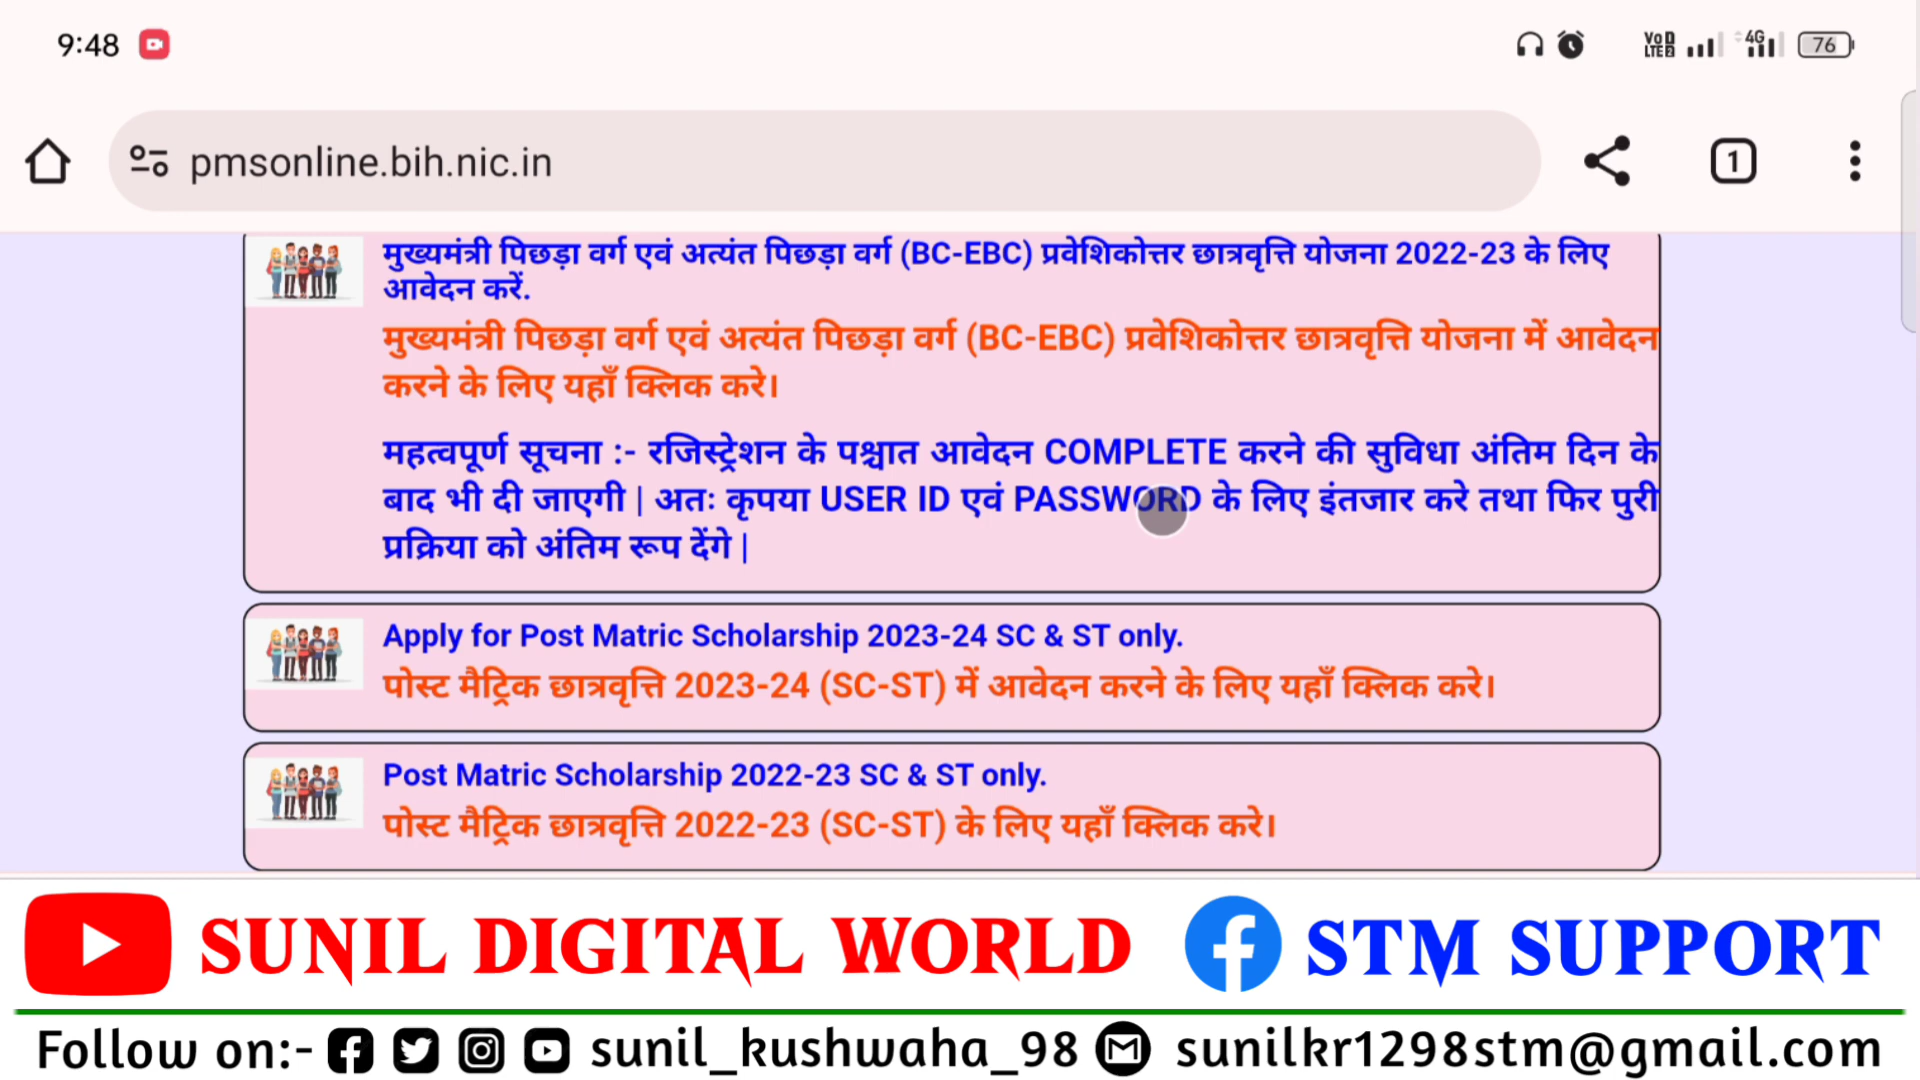 9:48
VoD LTE2 4G 76
pmsonline.bih.nic.in 1
मुख्यमंत्री पिछड़ा वर्ग एवं अत्यंत पिछड़ा वर्ग (BC-EBC) प्रवेशिकोत्तर छात्रवृत्ति योजना 2022-23 के लिए
आवेदन करें.
मुख्यमंत्री पिछड़ा वर्ग एवं अत्यंत पिछड़ा वर्ग (BC-EBC) प्रवेशिकोत्तर छात्रवृत्ति योजना में आवेदन
करने के लिए यहाँ क्लिक करे।
महत्वपूर्ण सूचना :- रजिस्ट्रेशन के पश्चात आवेदन COMPLETE करने की सुविधा अंतिम दिन के
बाद भी दी जाएगी | अतः कृपया USER ID एवं PASSWORD के लिए इंतजार करे तथा फिर पुरी
प्रक्रिया को अंतिम रूप देंगे |
Apply for Post Matric Scholarship 2023-24 SC & ST only.
पोस्ट मैट्रिक छात्रवृत्ति 2023-24 (SC-ST) में आवेदन करने के लिए यहाँ क्लिक करे।
Post Matric Scholarship 2022-23 SC & ST only.
पोस्ट मैट्रिक छात्रवृत्ति 2022-23 (SC-ST) के लिए यहाँ क्लिक करे।
SUNIL DIGITAL WORLD STM SUPPORT
Follow on:- sunil_kushwaha_98 sunilkr1298stm@gmail.com